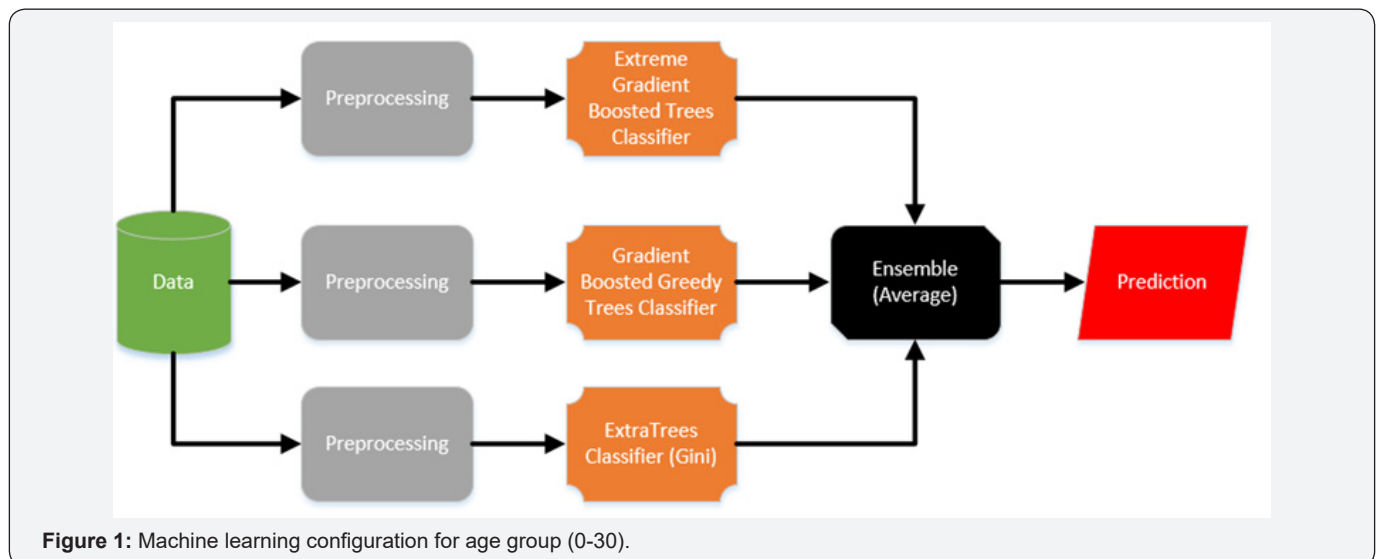 Preprocessing
Extreme
Gradient
Boosted Trees
Classifier
Data
Preprocessing
Gradient
Boosted Greedy
Trees Classifier
Ensemble
(Average)
Prediction
Preprocessing
ExtraTrees
Classifier (Gini)
Figure 1: Machine learning configuration for age group (0-30).